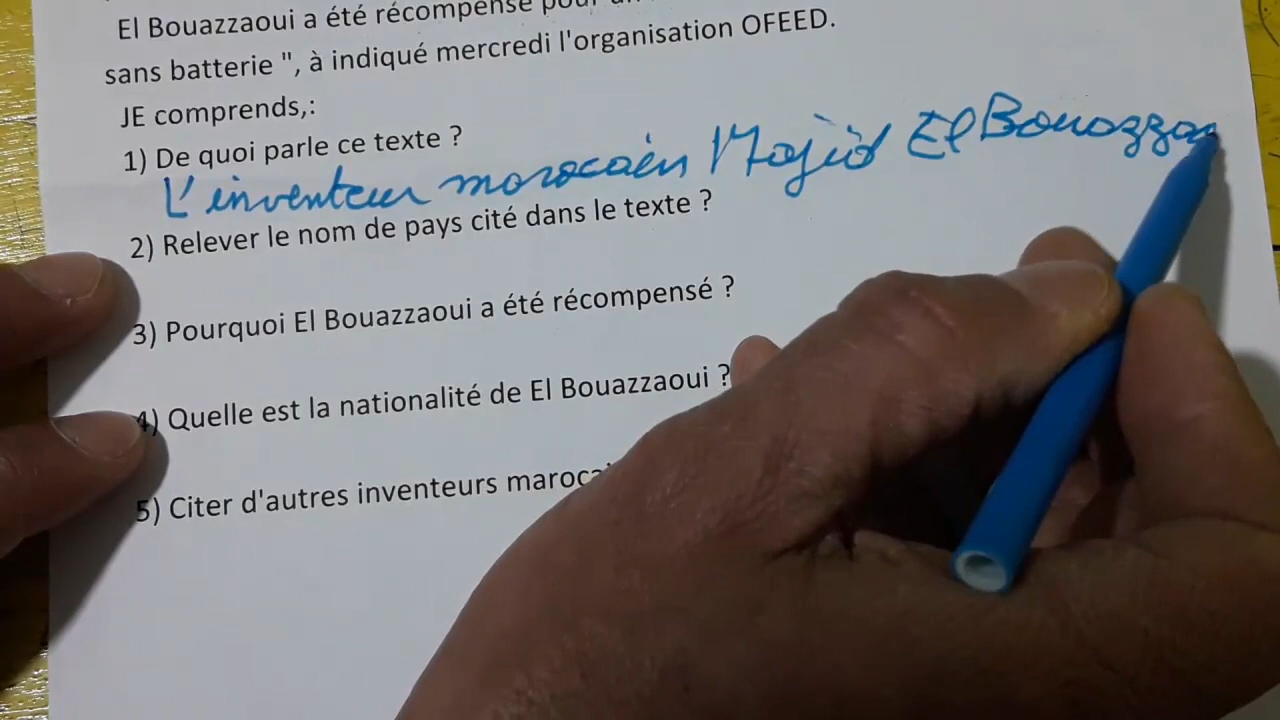 El Bouazzaoui a été récompensé pour
sans batterie ", à indiqué mercredi l'organisation OFEED.
JE comprends,:
1) De quoi parle ce texte ?
L'inventeur morocain Majid El Bouazzao
2) Relever le nom de pays cité dans le texte ?
3) Pourquoi El Bouazzaoui a été récompensé ?
4) Quelle est la nationalité de El Bouazzaoui ?
5) Citer d'autres inventeurs maroc